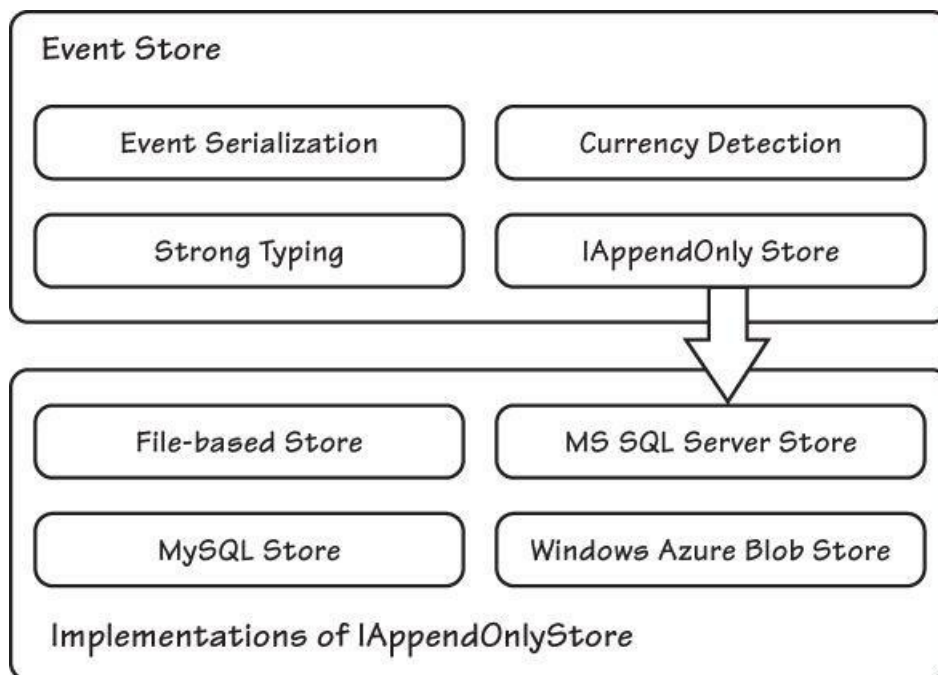 Event Store
Event Serialization
Currency Detection
Strong Typing
IAppendOnly Store
File-based Store
MS SQL Server Store
MySQL Store
Windows Azure Blob Store
Implementations of IAppendOnlyStore